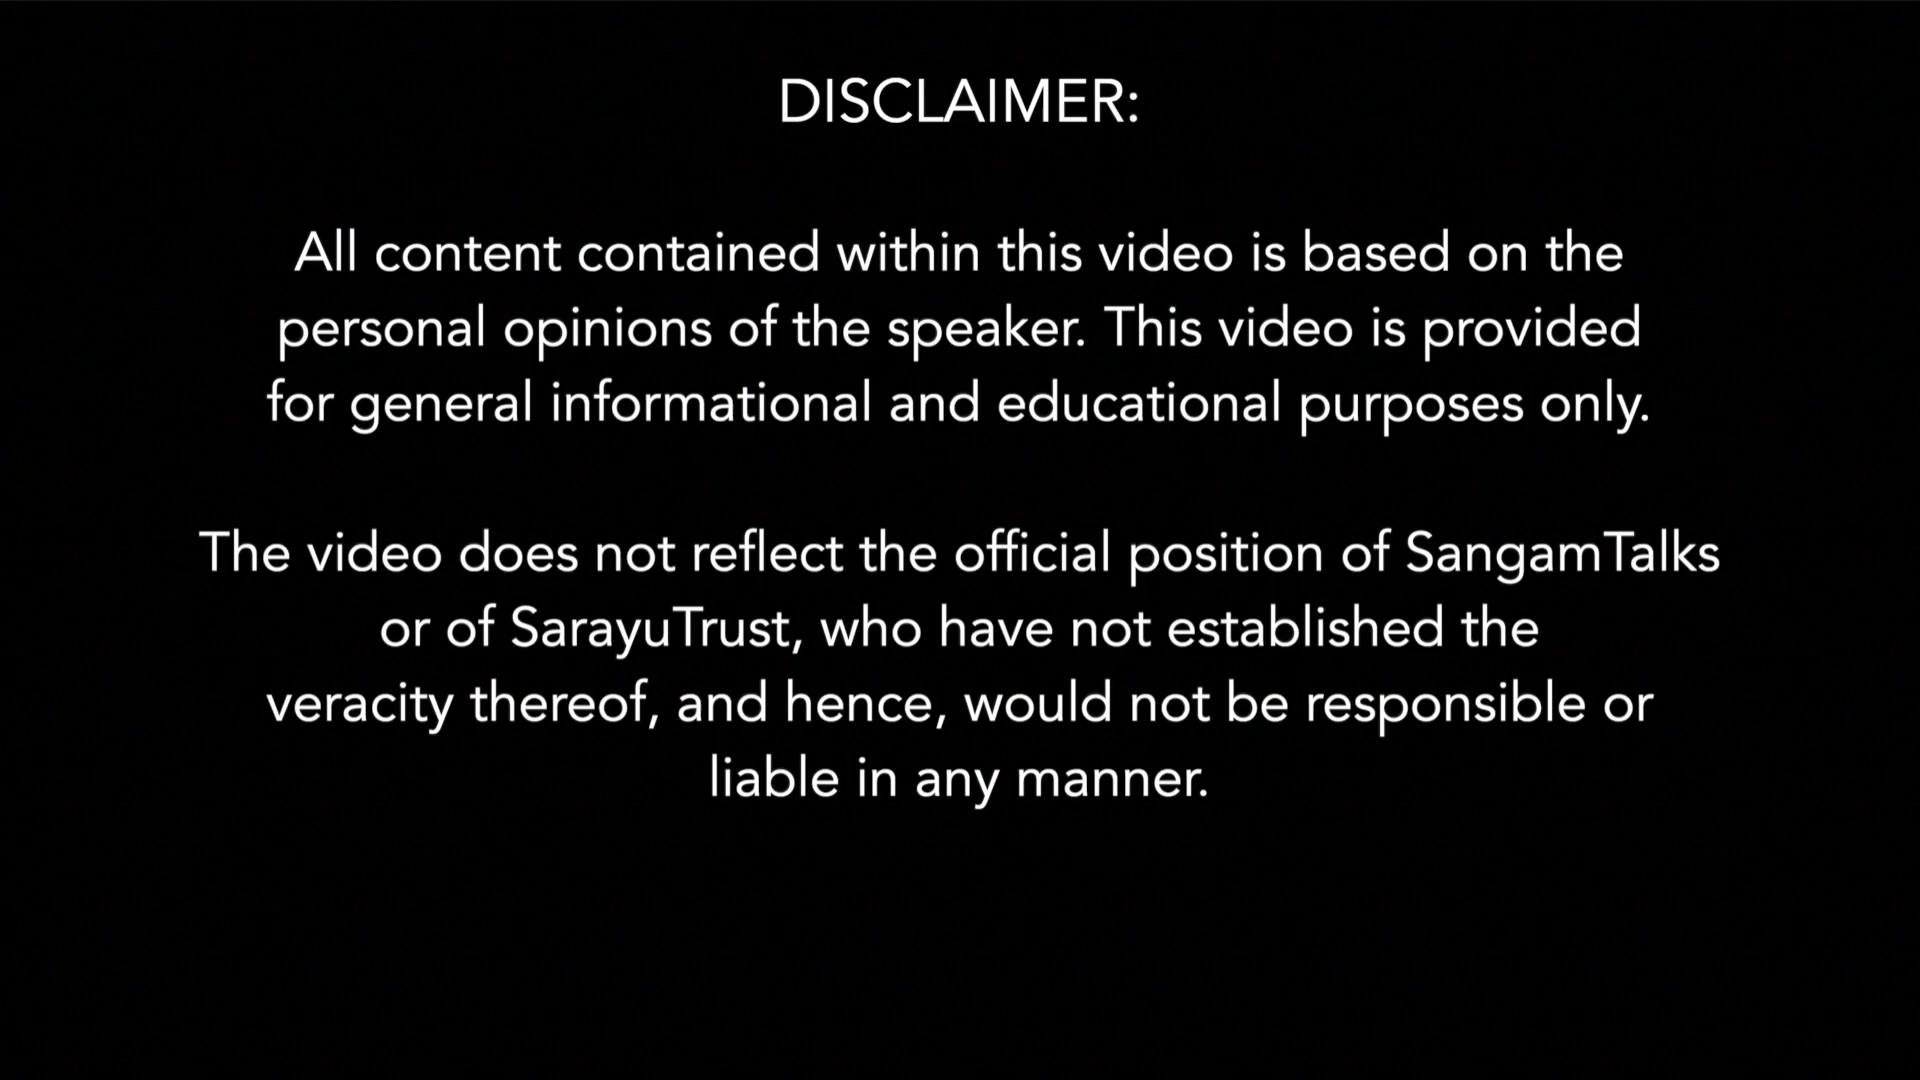 DISCLAIMER:
All content contained within this video is based on the
personal opinions of the speaker. This video is provided
for general informational and educational purposes only.
The video does not reflect the official position of SangamTalks
or of SarayuTrust, who have not established the
veracity thereof, and hence, would not be responsible or
liable in any manner.